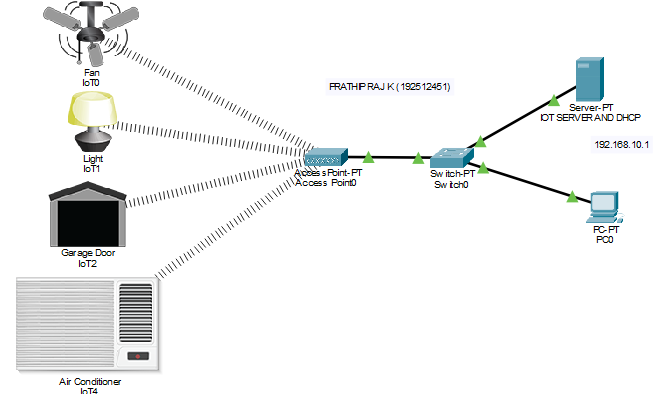 Fan
IoT0
PRATHIP RAJ K ( 192512451)
Server-PT
IOT SERVER AND DHCP
Light
IoT1
192.168.10.1
AccessPoint-PT
Access Point0
Switch-PT
Switch0
PC-PT
PC0
Garage Door
IoT2
Air Conditioner
IoT4